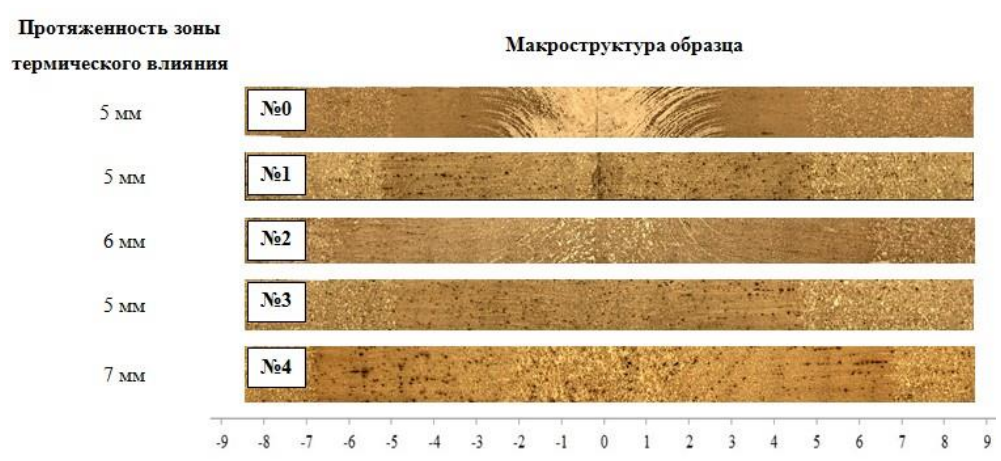 Протяженность зоны
термического влияния
Макроструктура образца
5 мм
№0
5 мм
№1
6 мм
№2
5 мм
№3
7 мм
№4
-9 -8 -7 -6 -5 -4 -3 -2 -1 0 1 2 3 4 5 6 7 8 9